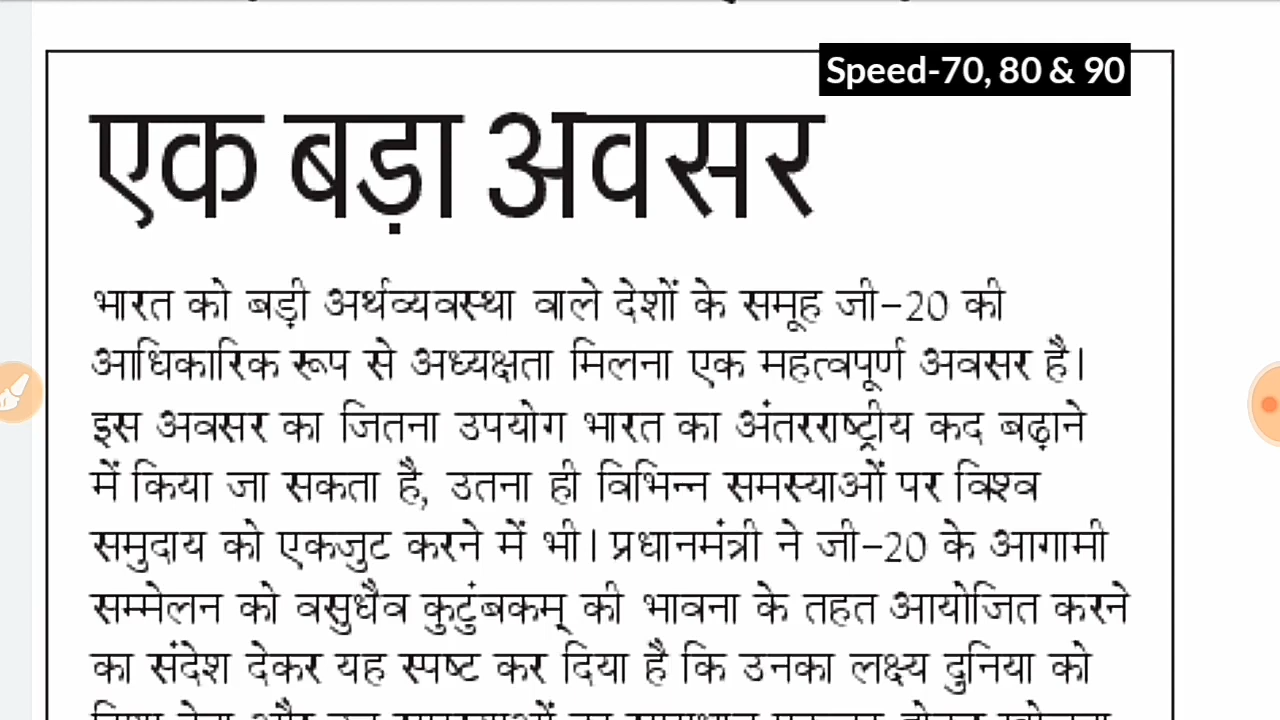 Speed-70, 80 & 90
एक बड़ा अवसर
भारत को बड़ी अर्थव्यवस्था वाले देशों के समूह जी-20 की
आधिकारिक रूप से अध्यक्षता मिलना एक महत्वपूर्ण अवसर है।
इस अवसर का जितना उपयोग भारत का अंतरराष्ट्रीय कद बढ़ाने
में किया जा सकता है, उतना ही विभिन्न समस्याओं पर विश्व
समुदाय को एकजुट करने में भी। प्रधानमंत्री ने जी-20 के आगामी
सम्मेलन को वसुधैव कुटुंबकम् की भावना के तहत आयोजित करने
का संदेश देकर यह स्पष्ट कर दिया है कि उनका लक्ष्य दुनिया को